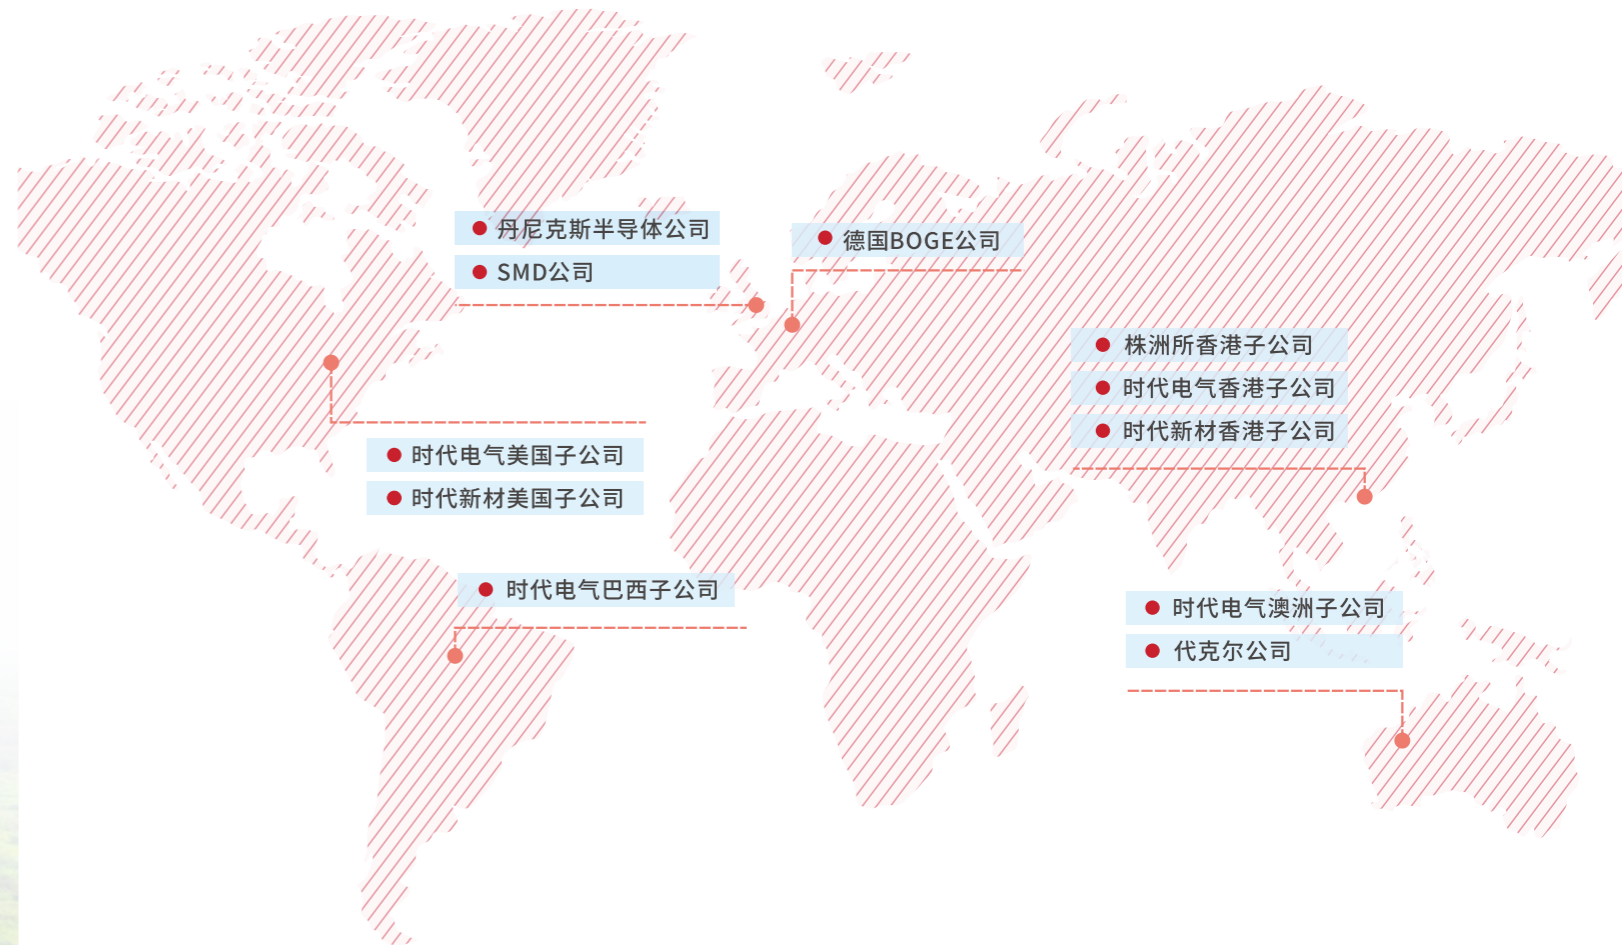 丹尼克斯半导体公司
SMD公司
德国BOGE公司
株洲所香港子公司
时代电气香港子公司
时代新材香港子公司
时代电气美国子公司
时代新材美国子公司
时代电气巴西子公司
时代电气澳洲子公司
代克尔公司